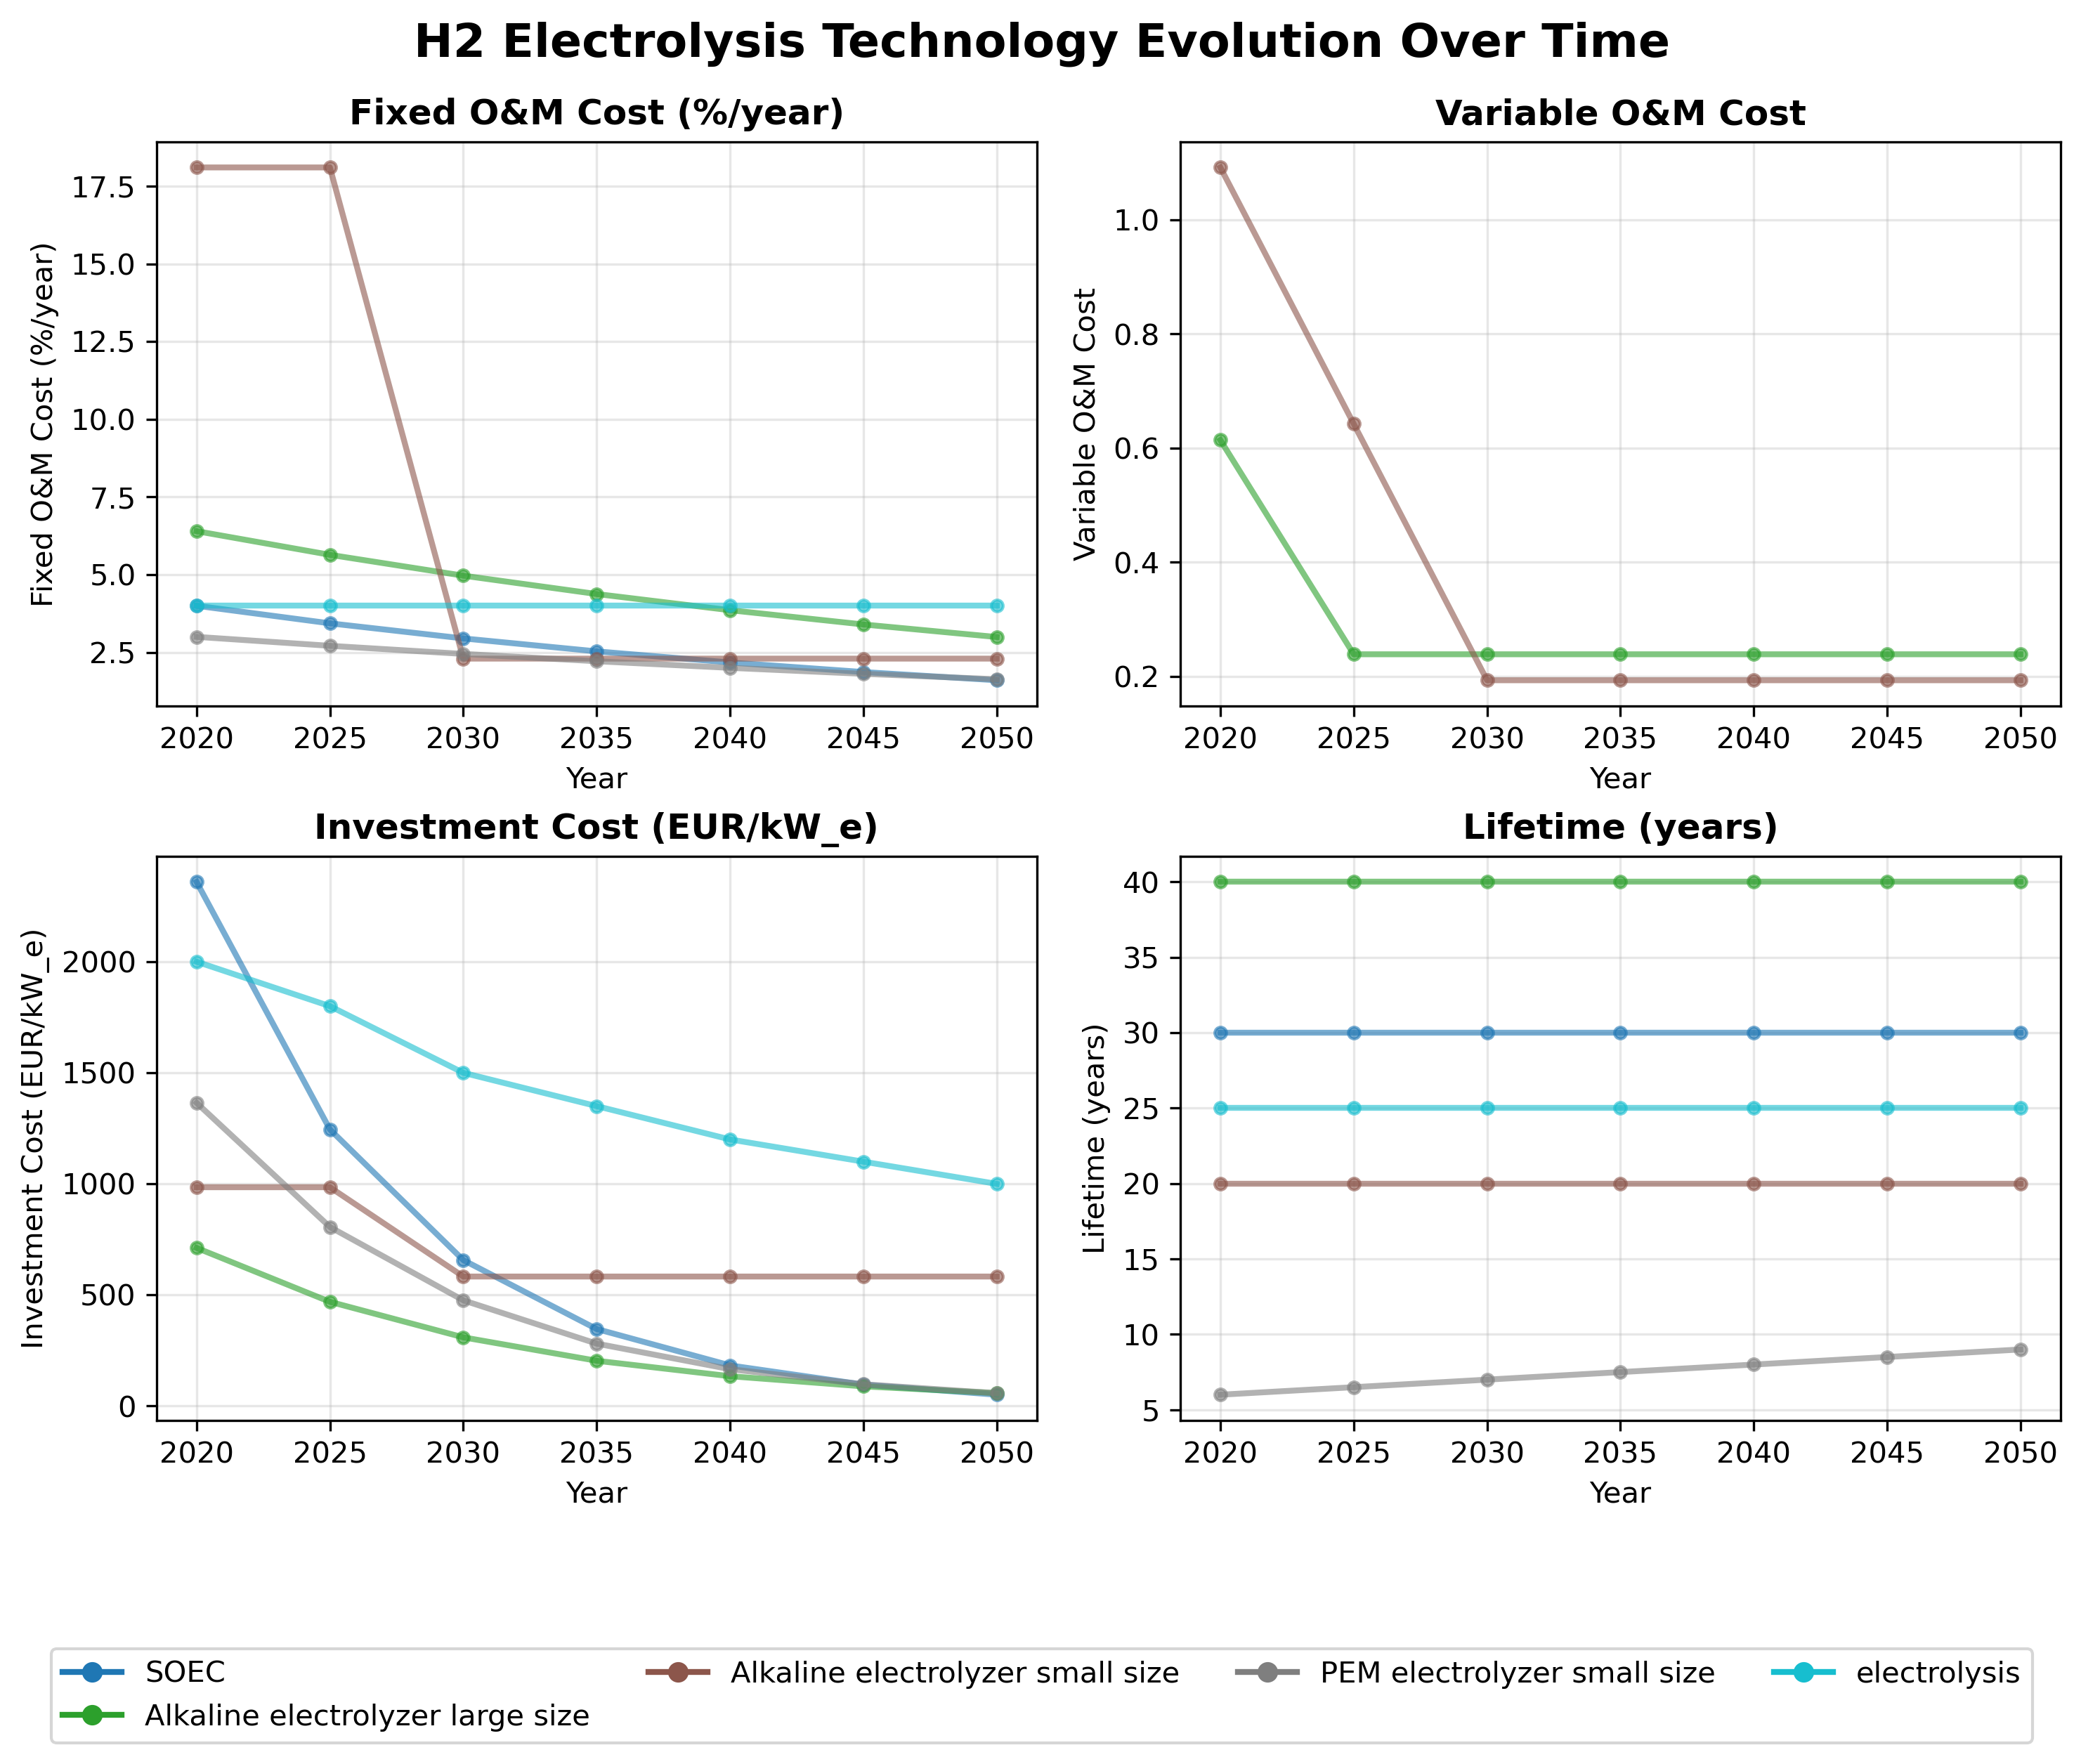 H2 Electrolysis Technology Evolution Over Time
Fixed O&M Cost (%/year)
Fixed O&M Cost (%/year)
17.5
15.0
12.5
10.0
7.5
5.0
2.5
2020 2025 2030 2035 2040 2045 2050
Year
Variable O&M Cost
Variable O&M Cost
1.0
0.8
0.6
0.4
0.2
2020 2025 2030 2035 2040 2045 2050
Year
Investment Cost (EUR/kW_e)
Investment Cost (EUR/kW_e)
2000
1500
1000
500
0
2020 2025 2030 2035 2040 2045 2050
Year
Lifetime (years)
Lifetime (years)
40
35
30
25
20
15
10
5
2020 2025 2030 2035 2040 2045 2050
Year
SOEC
Alkaline electrolyzer large size
Alkaline electrolyzer small size
PEM electrolyzer small size
electrolysis